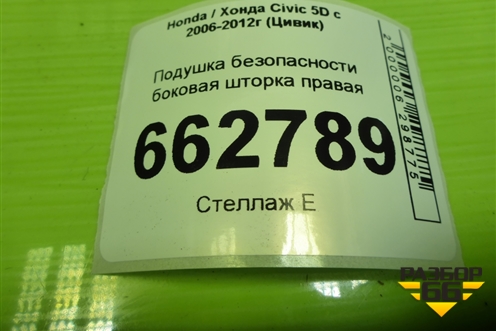 Honda / Хонда Civic 5D с
2006-2012г (Цивик)
Подушка безопасности
боковая шторка правая
662789
Стеллаж Е
2000006298775
РАЗБОР
66